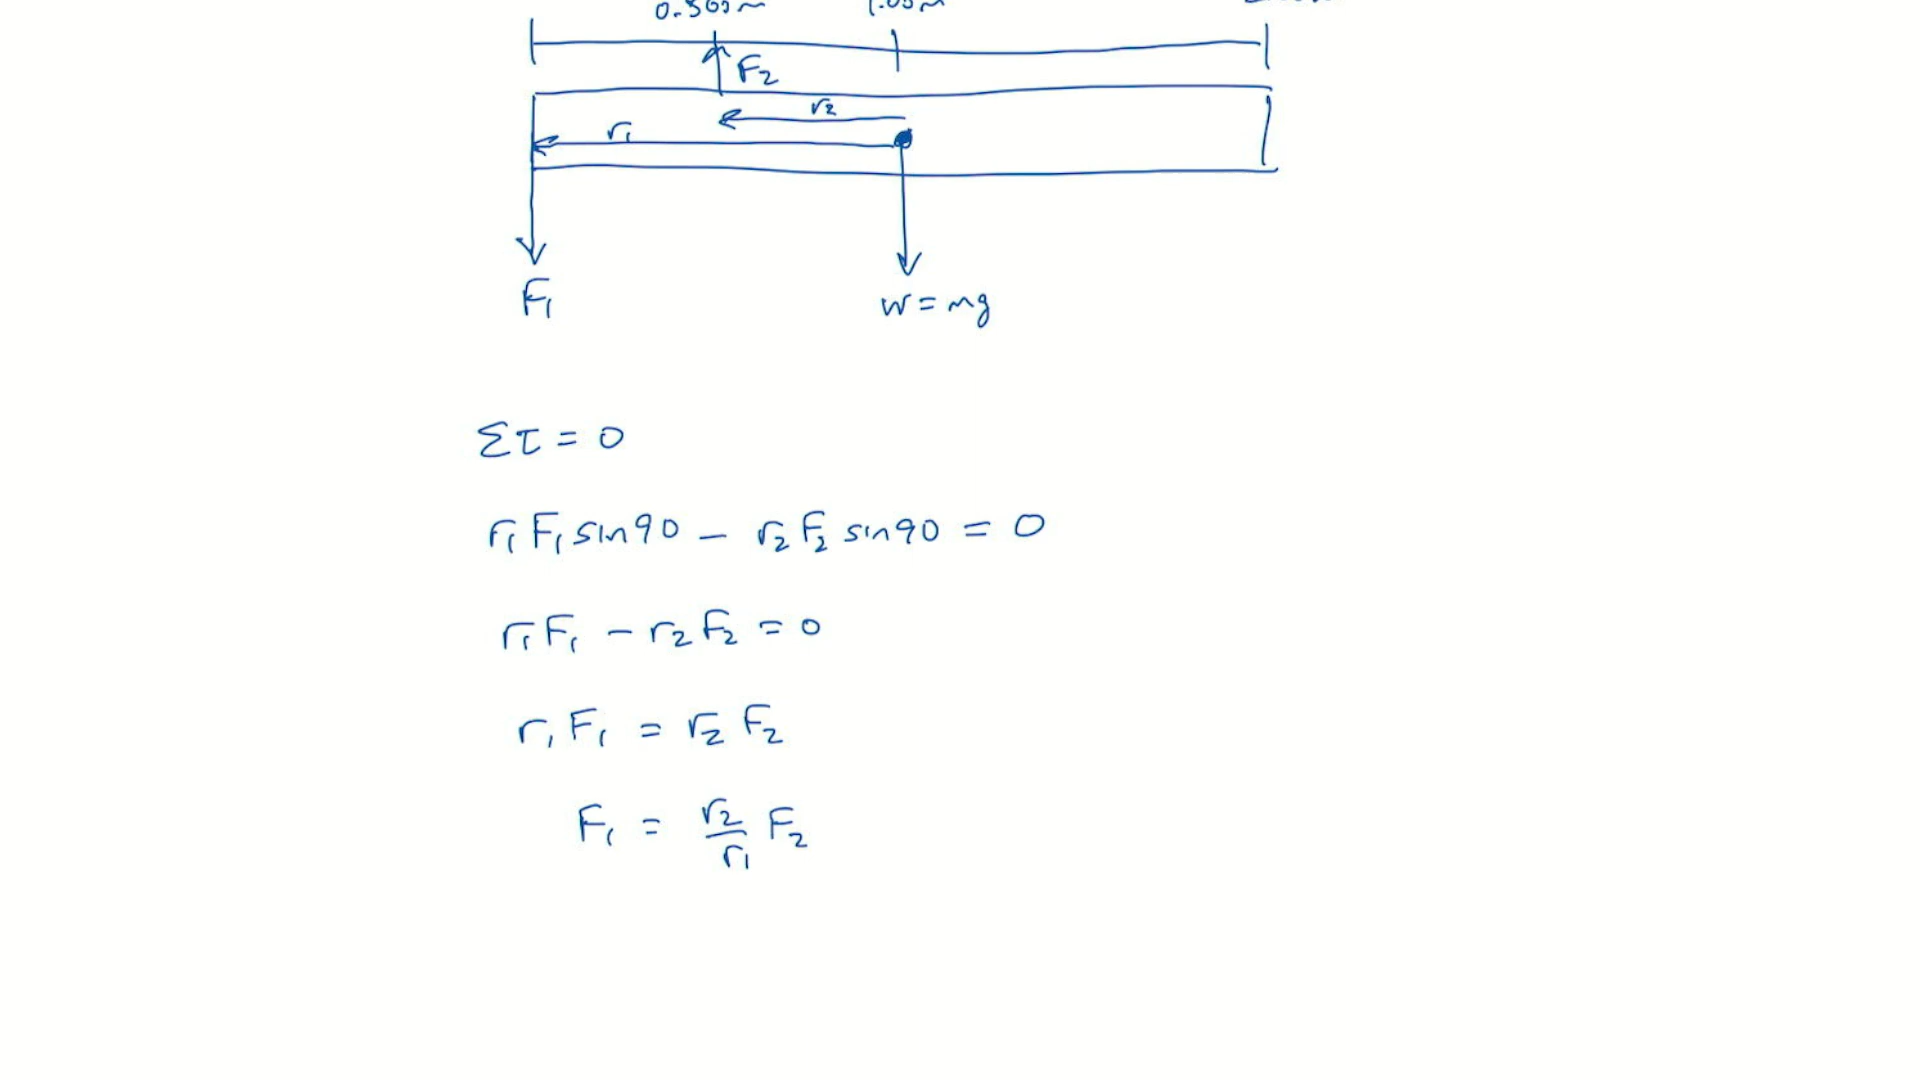 F₂
r₂
r₁
F₁
w = mg
Στ = 0
r₁ F₁ sin90 − r₂ F₂ sin90 = 0
r₁ F₁ − r₂ F₂ = 0
r₁ F₁ = r₂ F₂
F₁ = r₂/r₁ F₂